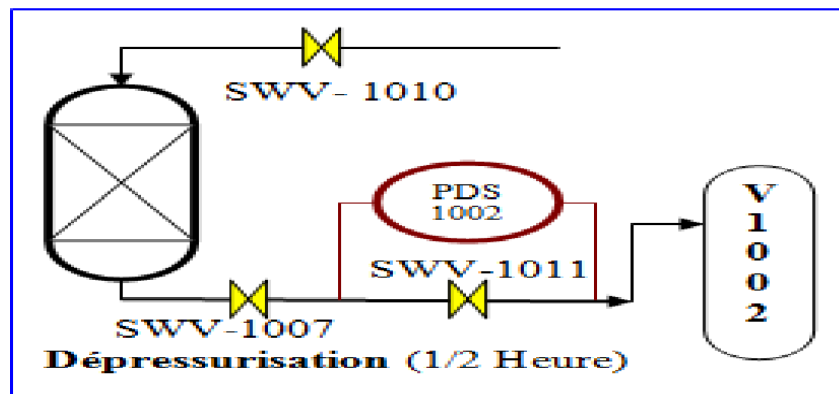 SWV- 1010
PDS
1002
SWV-1011
V
1
0
0
2
SWV-1007
Dépressurisation (1/2 Heure)